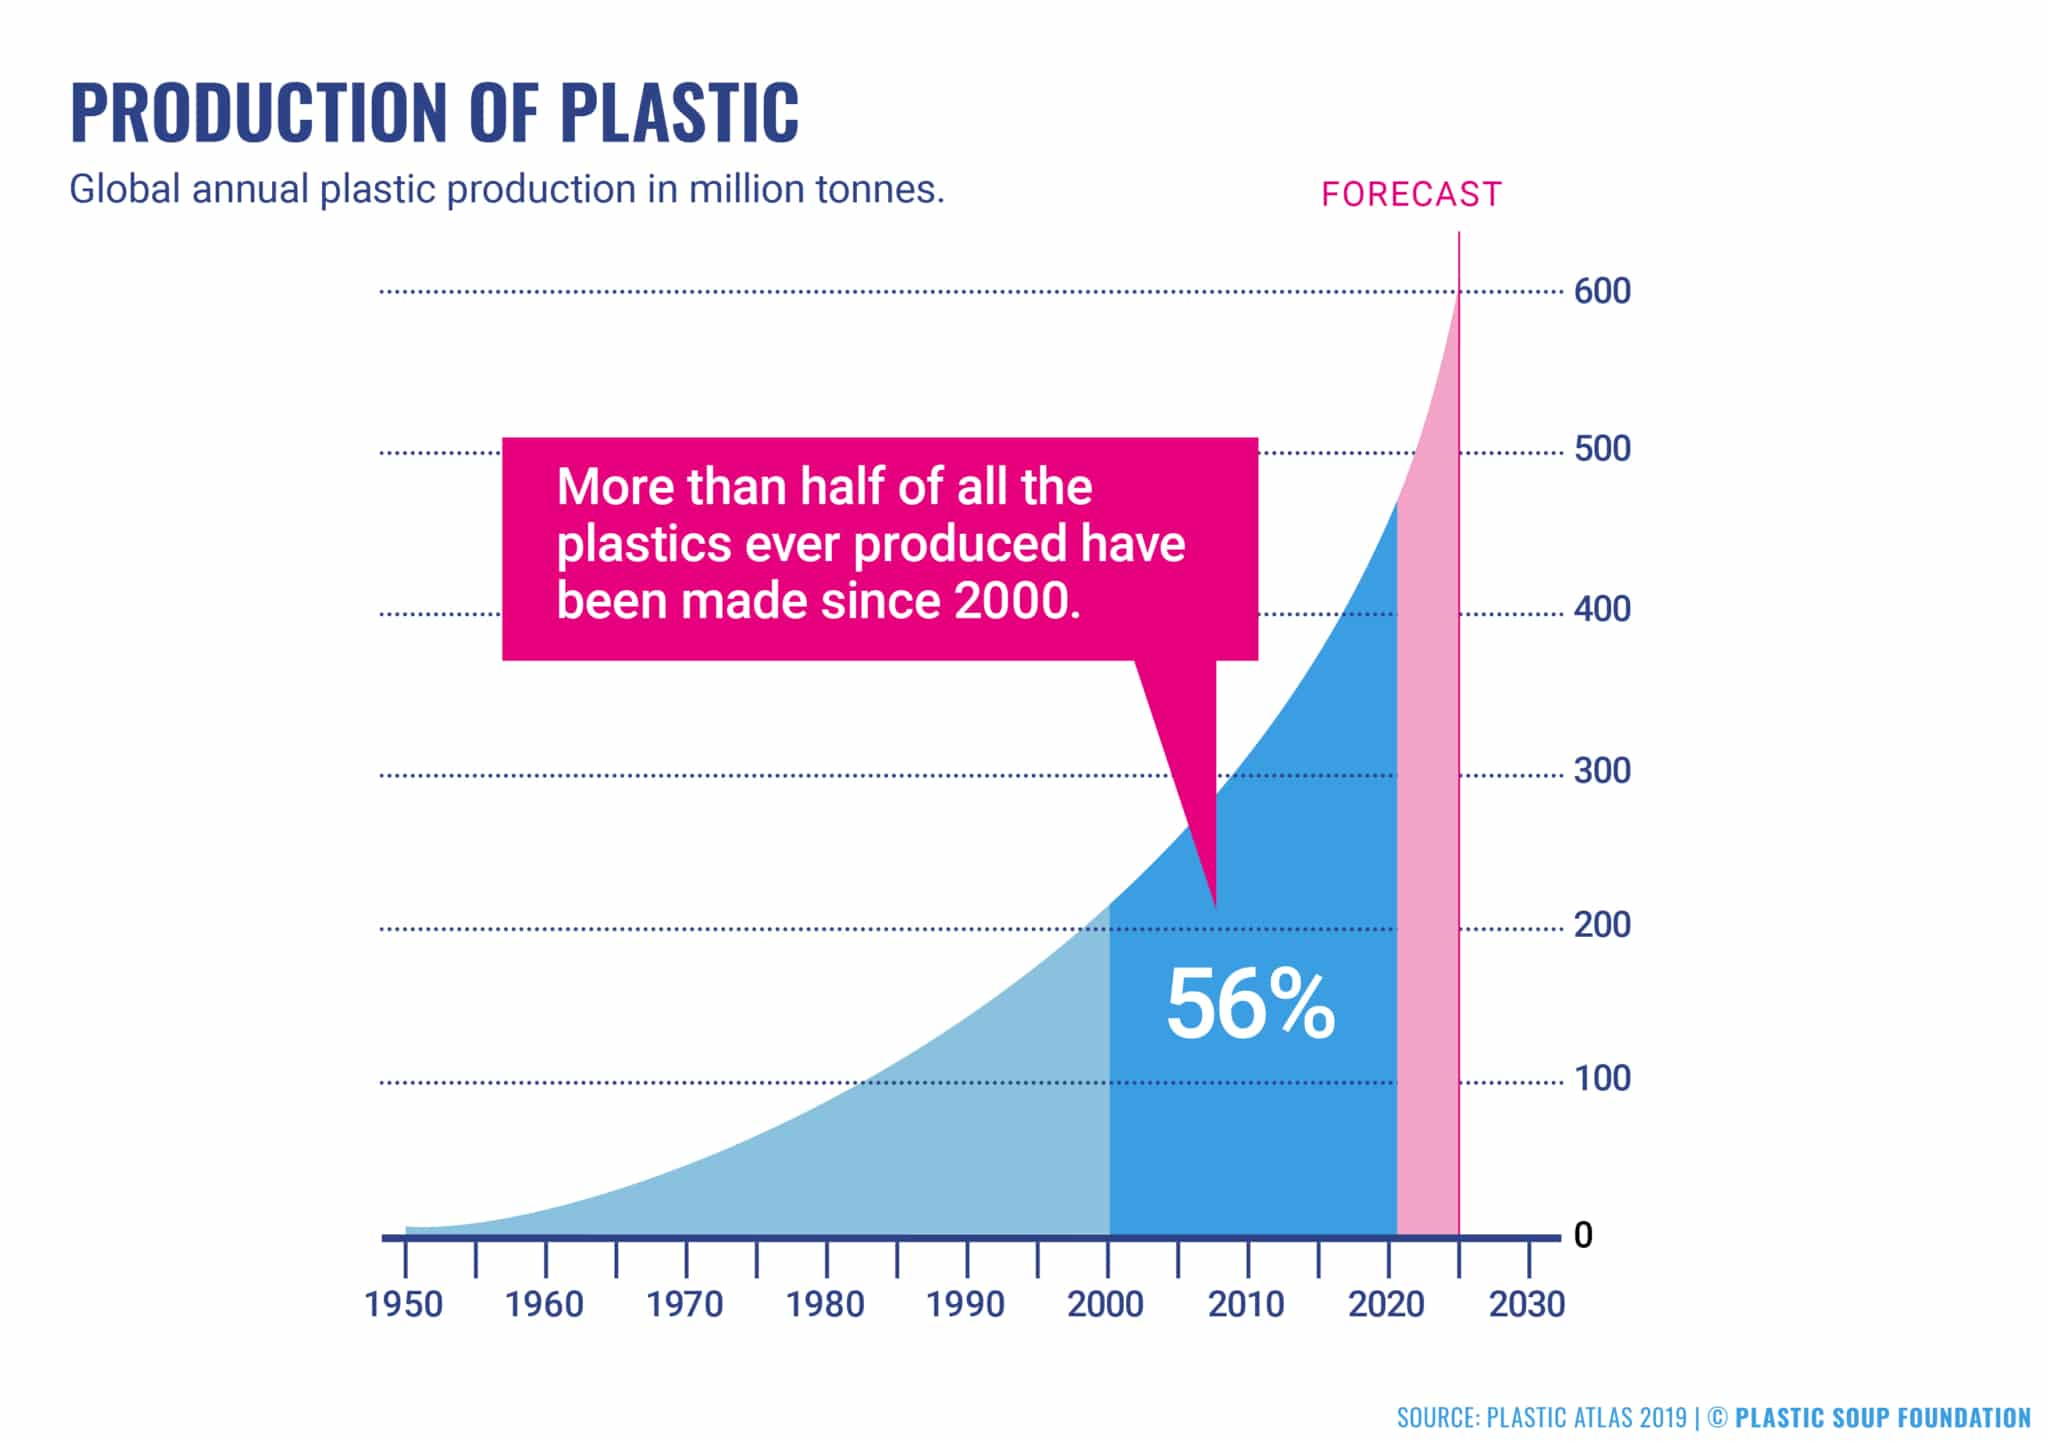 PRODUCTION OF PLASTIC
Global annual plastic production in million tonnes.
FORECAST
600
500
More than half of all the
plastics ever produced have
been made since 2000.
400
300
200
56%
100
0
1950 1960 1970 1980 1990 2000 2010 2020 2030
SOURCE: PLASTIC ATLAS 2019 | © PLASTIC SOUP FOUNDATION